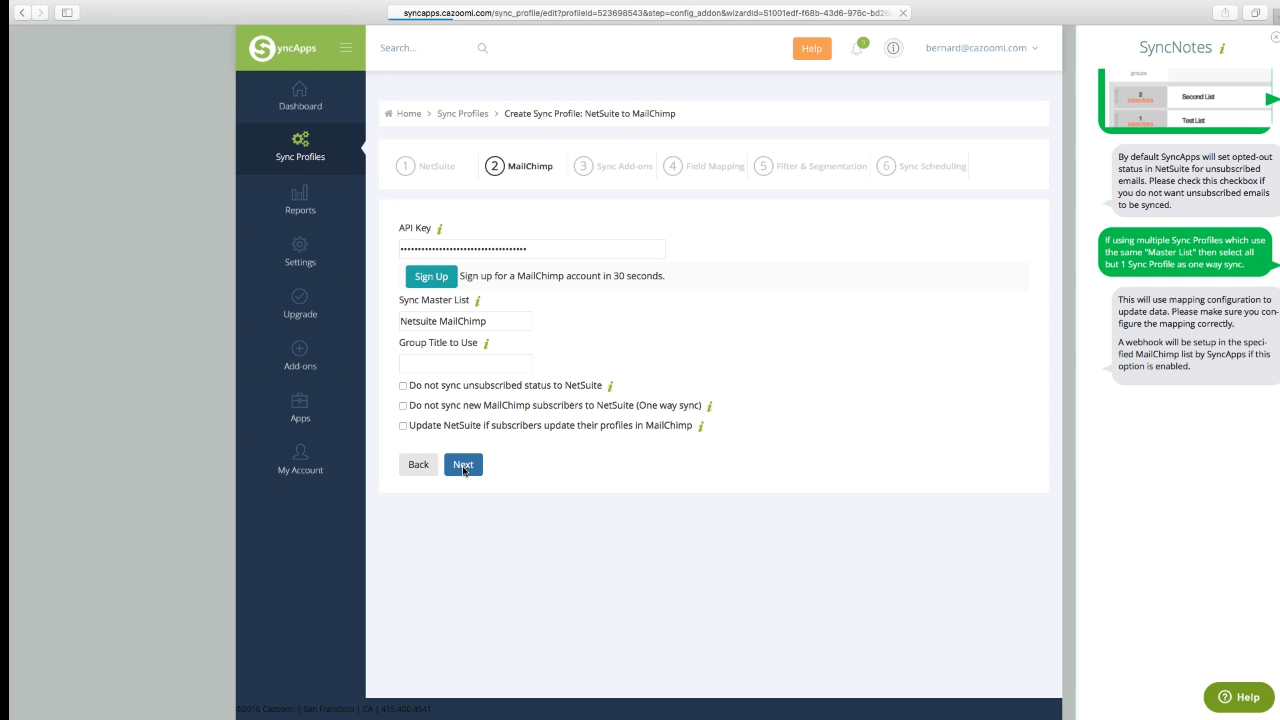 syncapps.cazoomi.com/sync_profile/edit?profileid=523698543&step=config_addon&wizardid=51001edf-f68b-43d6-976c-bd26
SyncApps
Search...
Help
?
bernard@cazoomi.com
SyncNotes
Dashboard
Sync Profiles
Reports
Settings
Upgrade
Add-ons
Apps
My Account
Home > Sync Profiles > Create Sync Profile: NetSuite to MailChimp
1 NetSuite
2 MailChimp
3 Sync Add-ons
4 Field Mapping
5 Filter & Segmentation
6 Sync Scheduling
API Key
Sign Up Sign up for a MailChimp account in 30 seconds.
Sync Master List
Netsuite MailChimp
Group Title to Use
Do not sync unsubscribed status to NetSuite
Do not sync new MailChimp subscribers to NetSuite (One way sync)
Update NetSuite if subscribers update their profiles in MailChimp
Back
Next
groups
2
Second List
1
Test List
By default SyncApps will set opted-out
status in NetSuite for unsubscribed
emails. Please check this checkbox if
you do not want unsubscribed emails
to be synced.
If using multiple Sync Profiles which use
the same "Master List" then select all
but 1 Sync Profile as one way sync.
This will use mapping configuration to
update data. Please make sure you con-
figure the mapping correctly.
A webhook will be setup in the speci-
fied MailChimp list by SyncApps if this
option is enabled.
Help
©2016 Cazoomi | San Francisco | CA | 415.400.4541